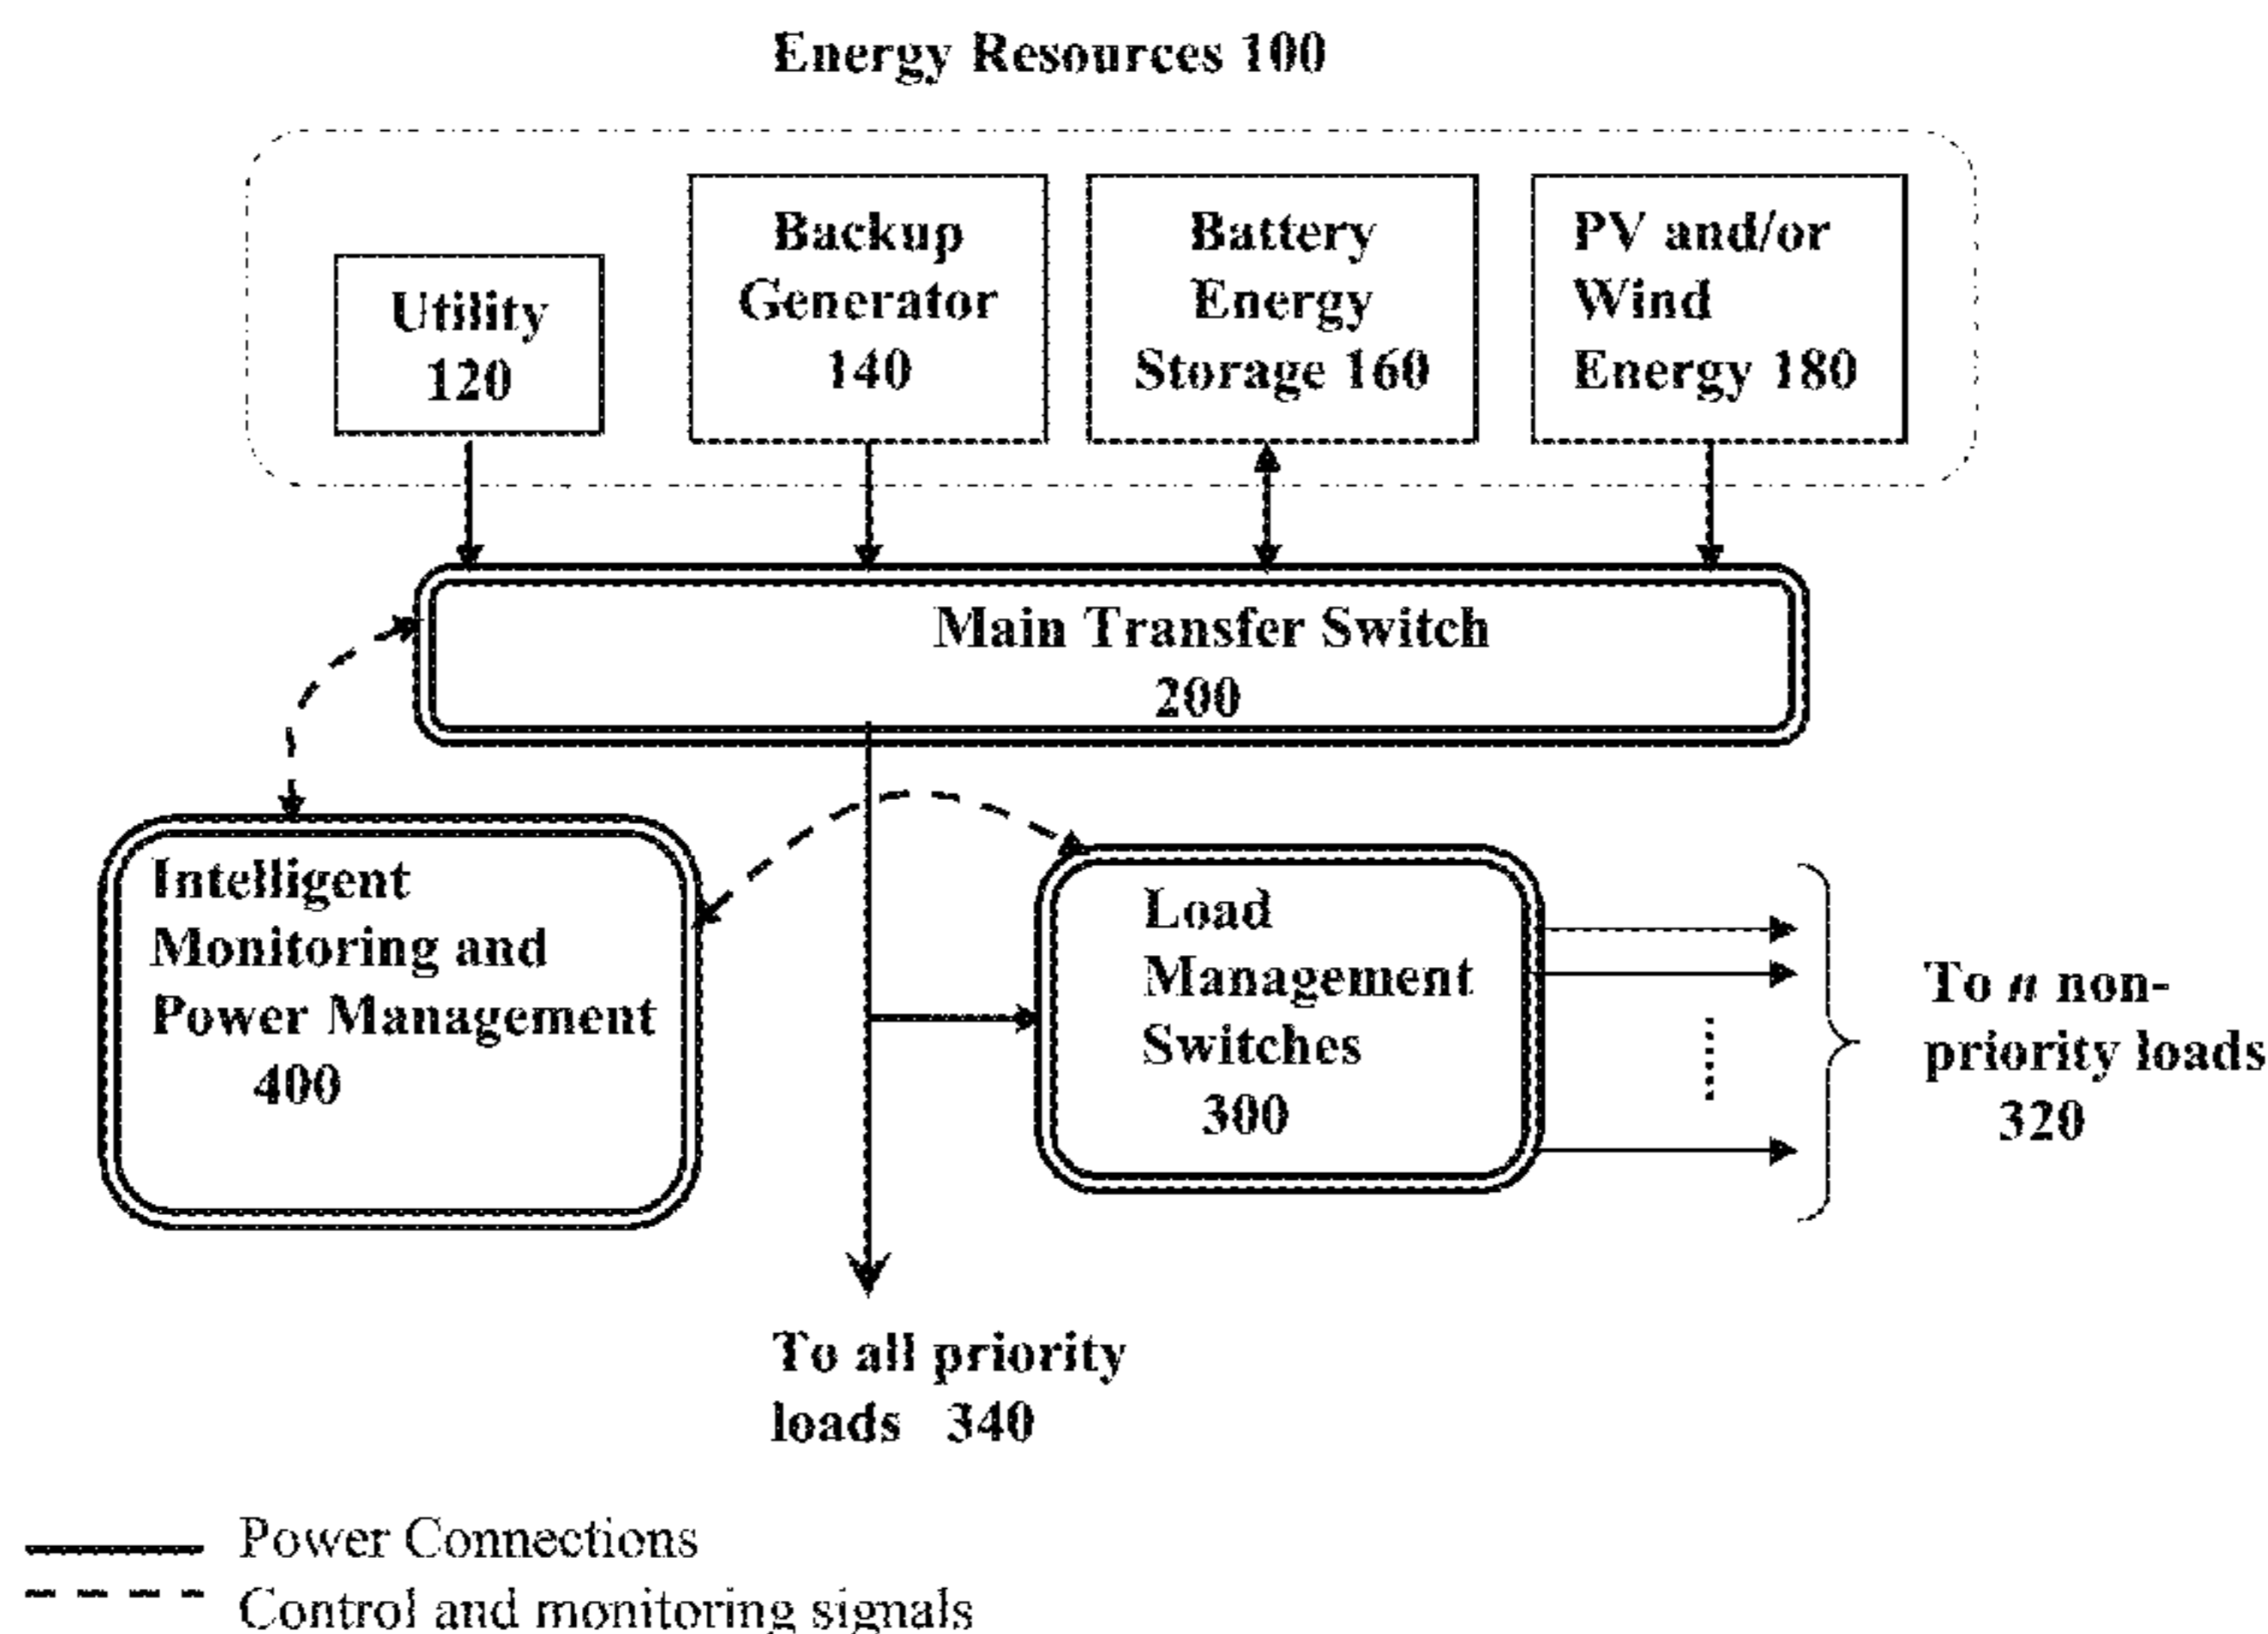 Energy Resources 100
Utility
120
Backup
Generator
140
Battery
Energy
Storage 160
PV and/or
Wind
Energy 180
Main Transfer Switch
200
Intelligent
Monitoring and
Power Management
400
Load
Management
Switches
300
To n non-
priority loads
320
To all priority
loads 340
Power Connections
Control and monitoring signals